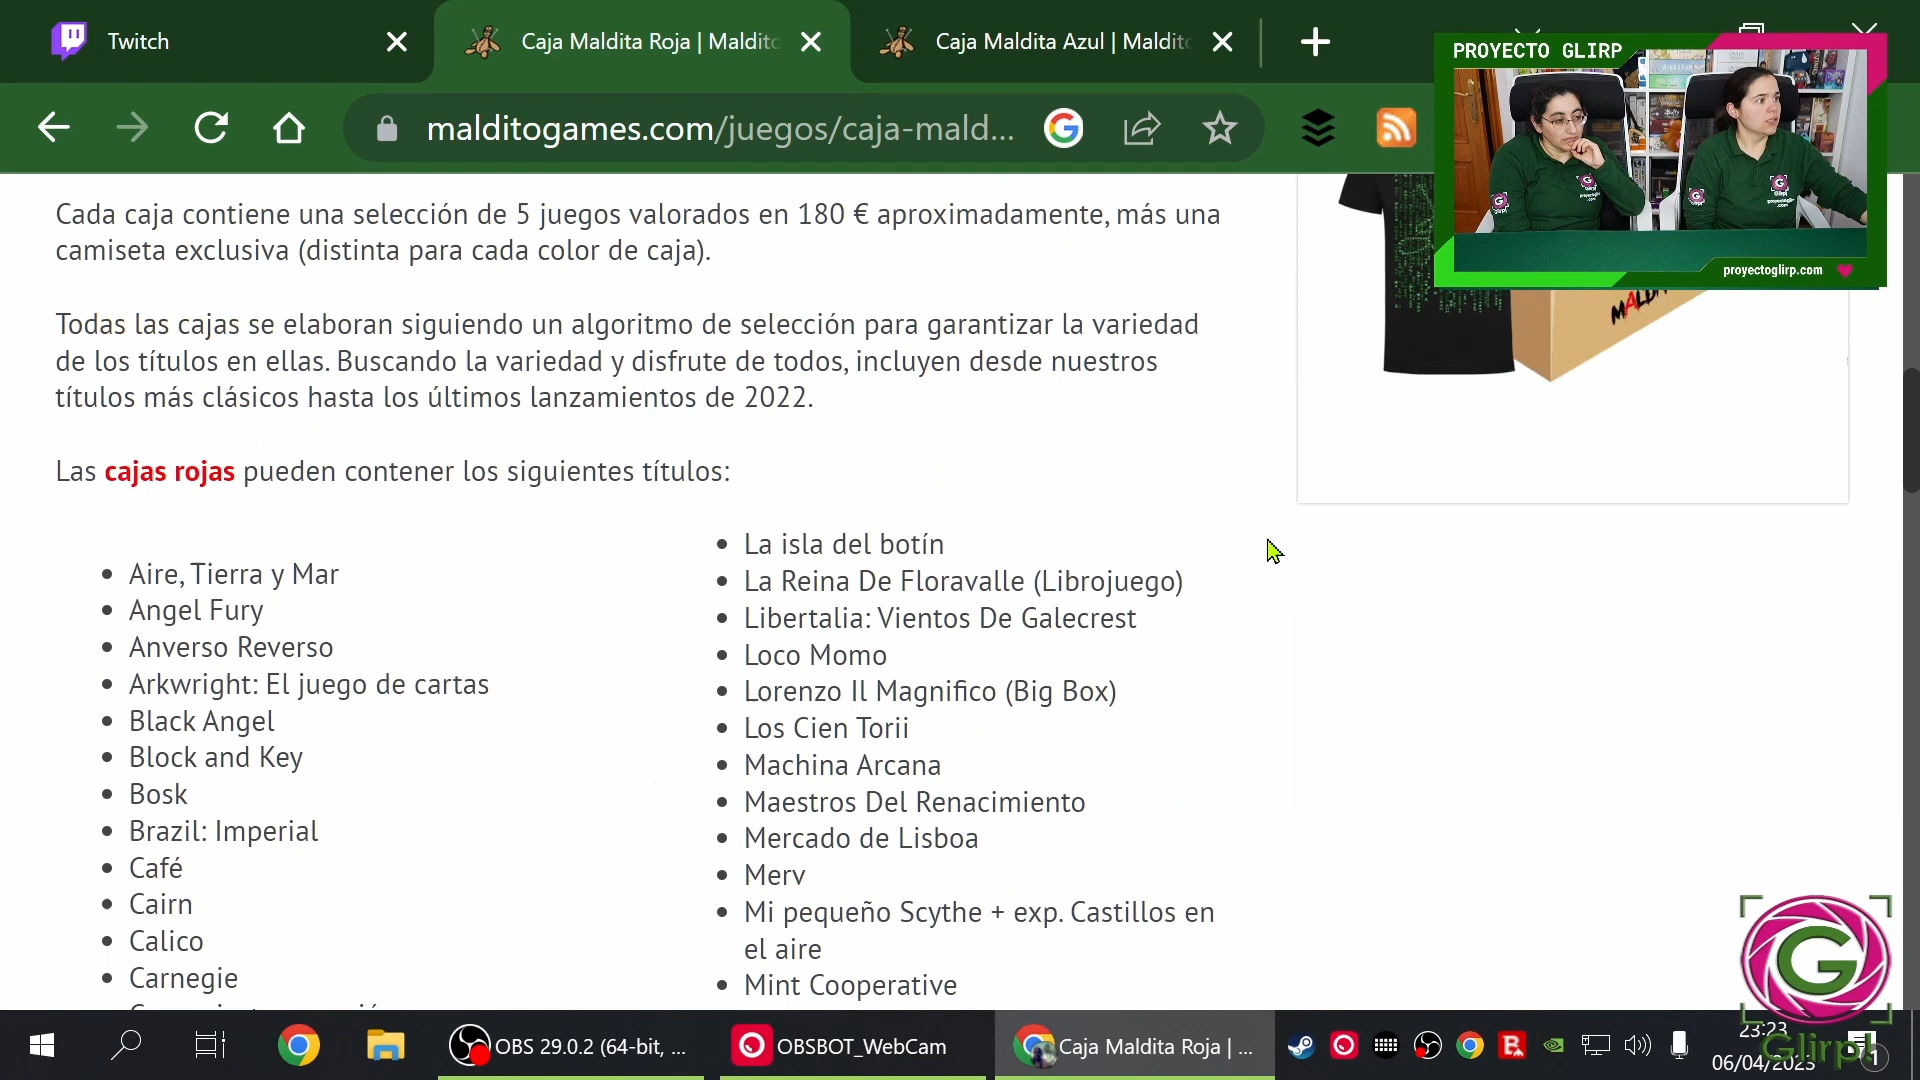 Twitch
Caja Maldita Roja | Maldito
Caja Maldita Azul | Maldito
PROYECTO GLIRP
malditogames.com/juegos/caja-mald...
proyectoglirp.com
Cada caja contiene una selección de 5 juegos valorados en 180 € aproximadamente, más una
camiseta exclusiva (distinta para cada color de caja).
Todas las cajas se elaboran siguiendo un algoritmo de selección para garantizar la variedad
de los títulos en ellas. Buscando la variedad y disfrute de todos, incluyen desde nuestros
títulos más clásicos hasta los últimos lanzamientos de 2022.
Las cajas rojas pueden contener los siguientes títulos:
Aire, Tierra y Mar
Angel Fury
Anverso Reverso
Arkwright: El juego de cartas
Black Angel
Block and Key
Bosk
Brazil: Imperial
Café
Cairn
Calico
Carnegie
La isla del botín
La Reina De Floravalle (Librojuego)
Libertalia: Vientos De Galecrest
Loco Momo
Lorenzo Il Magnifico (Big Box)
Los Cien Torii
Machina Arcana
Maestros Del Renacimiento
Mercado de Lisboa
Merv
Mi pequeño Scythe + exp. Castillos en
el aire
Mint Cooperative
G
Glirp!
OBS 29.0.2 (64-bit, ...
OBSBOT_WebCam
Caja Maldita Roja | ...
23:23
06/04/2023
1